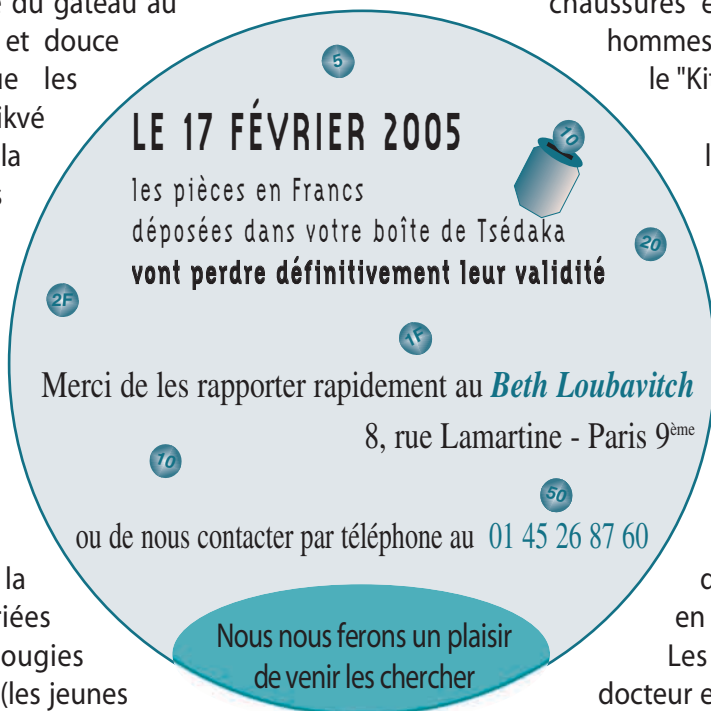 e du gâteau au
et douce
ue les
ikvé
la
chaussures e
hommes
le "Ki
5
LE 17 FÉVRIER 2005
10
les pièces en Francs
déposées dans votre boîte de Tsédaka
20
vont perdre définitivement leur validité
2F
1F
Merci de les rapporter rapidement au Beth Loubavitch
8, rue Lamartine - Paris 9ème
10
50
ou de nous contacter par téléphone au 01 45 26 87 60
Nous nous ferons un plaisir
de venir les chercher
la
riées
ougies
(les jeunes
en
Les
docteur e